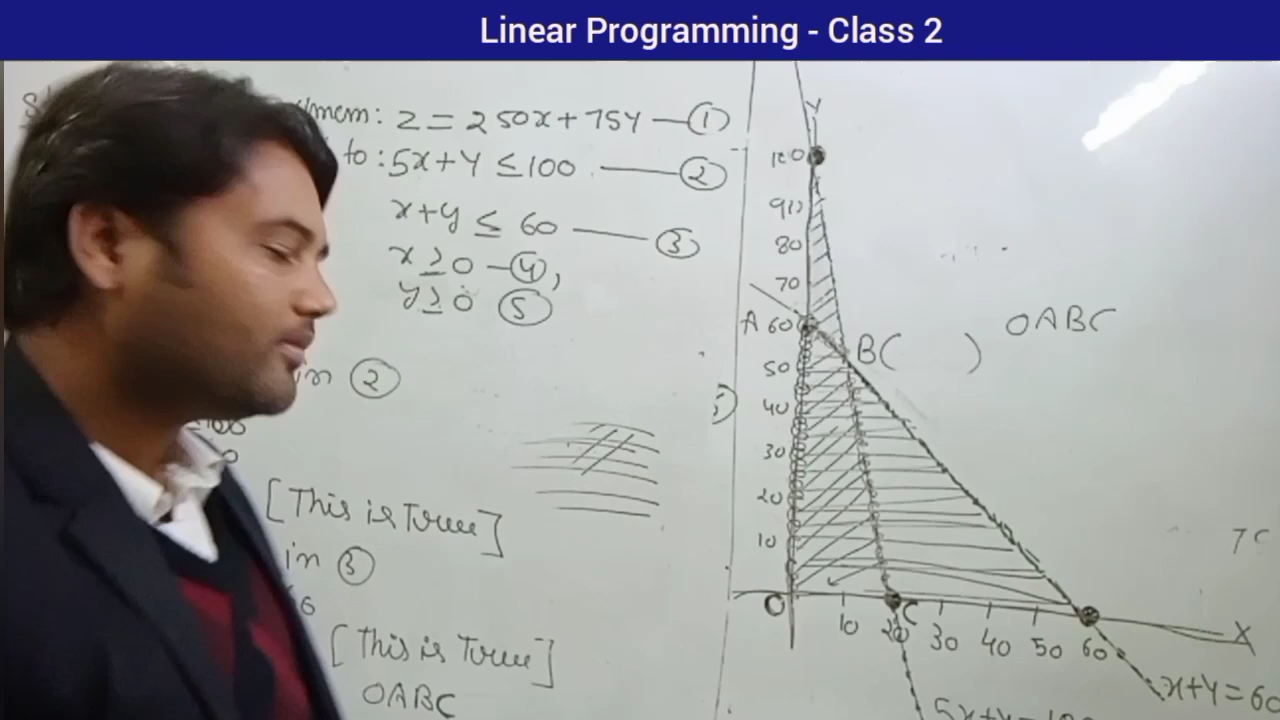 Linear Programming - Class 2
Z = 250x + 75y — ①
to : 5x + y ≤ 100 — ②
x + y ≤ 60 — ③
x ≥ 0 — ④,
y ≥ 0 ⑤
in ②
[This is True]
in ③
[This is True]
OABC
Y
100
90
80
70
A 60
50
40
30
20
10
O
B( )
OABC
C
10 20 30 40 50 60
X
x+y = 60